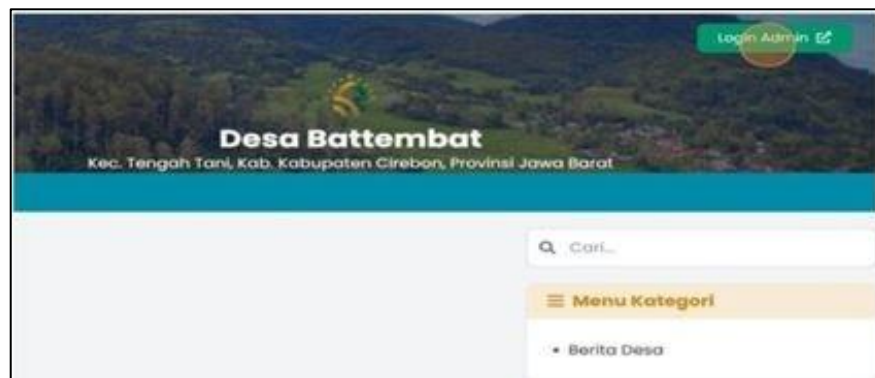 Login Admin
Desa Battembat
Kec. Tengah Tani, Kab. Kabupaten Cirebon, Provinsi Jawa Barat
Cari...
Menu Kategori
• Berita Desa